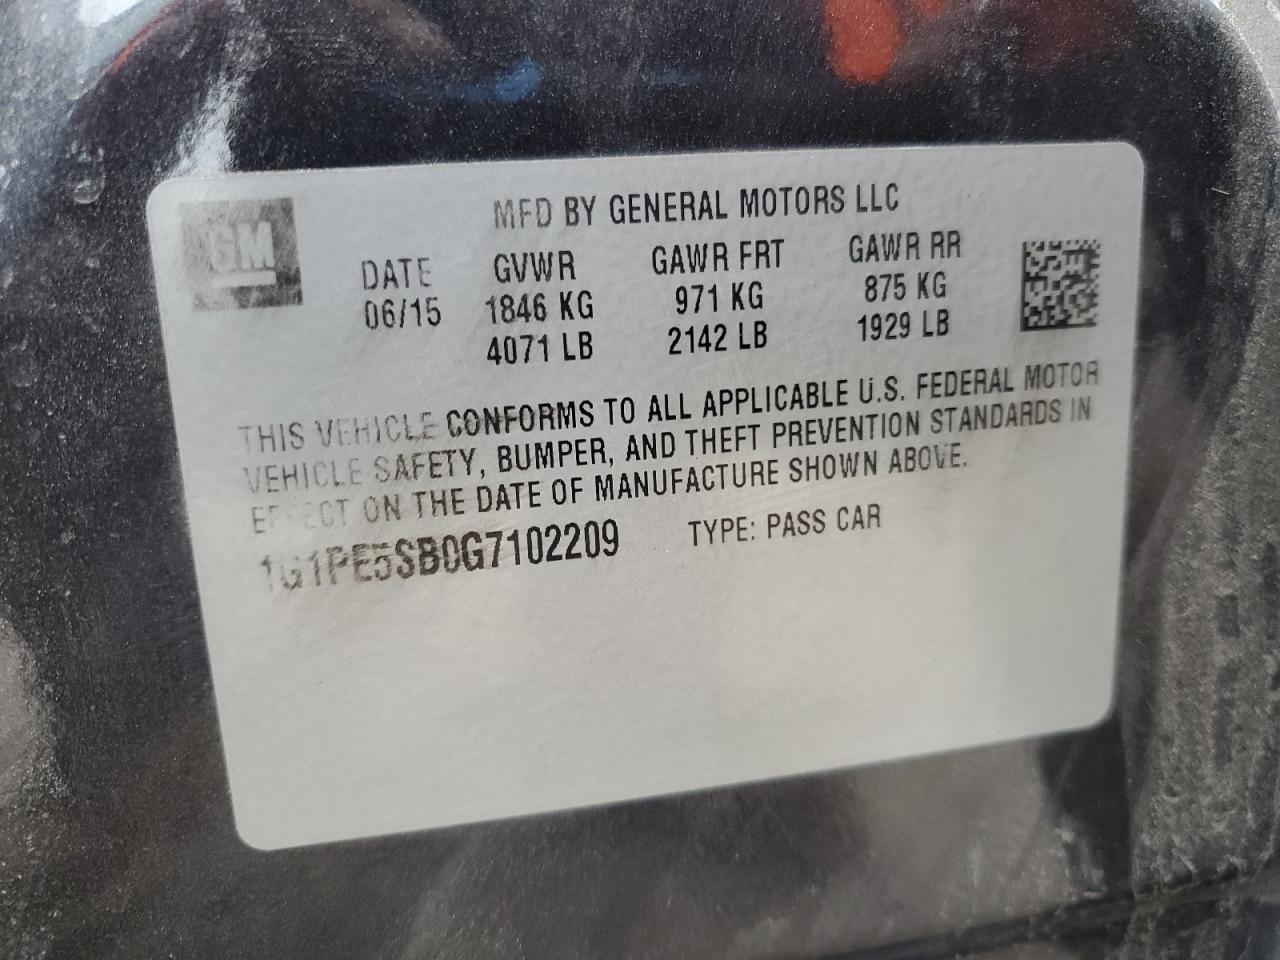 GM
MFD BY GENERAL MOTORS LLC
DATE GVWR GAWR FRT GAWR RR
06/15 1846 KG 971 KG 875 KG
4071 LB 2142 LB 1929 LB
THIS VEHICLE CONFORMS TO ALL APPLICABLE U.S. FEDERAL MOTOR
VEHICLE SAFETY, BUMPER, AND THEFT PREVENTION STANDARDS IN
EFFECT ON THE DATE OF MANUFACTURE SHOWN ABOVE.
1G1PE5SB0G7102209 TYPE: PASS CAR